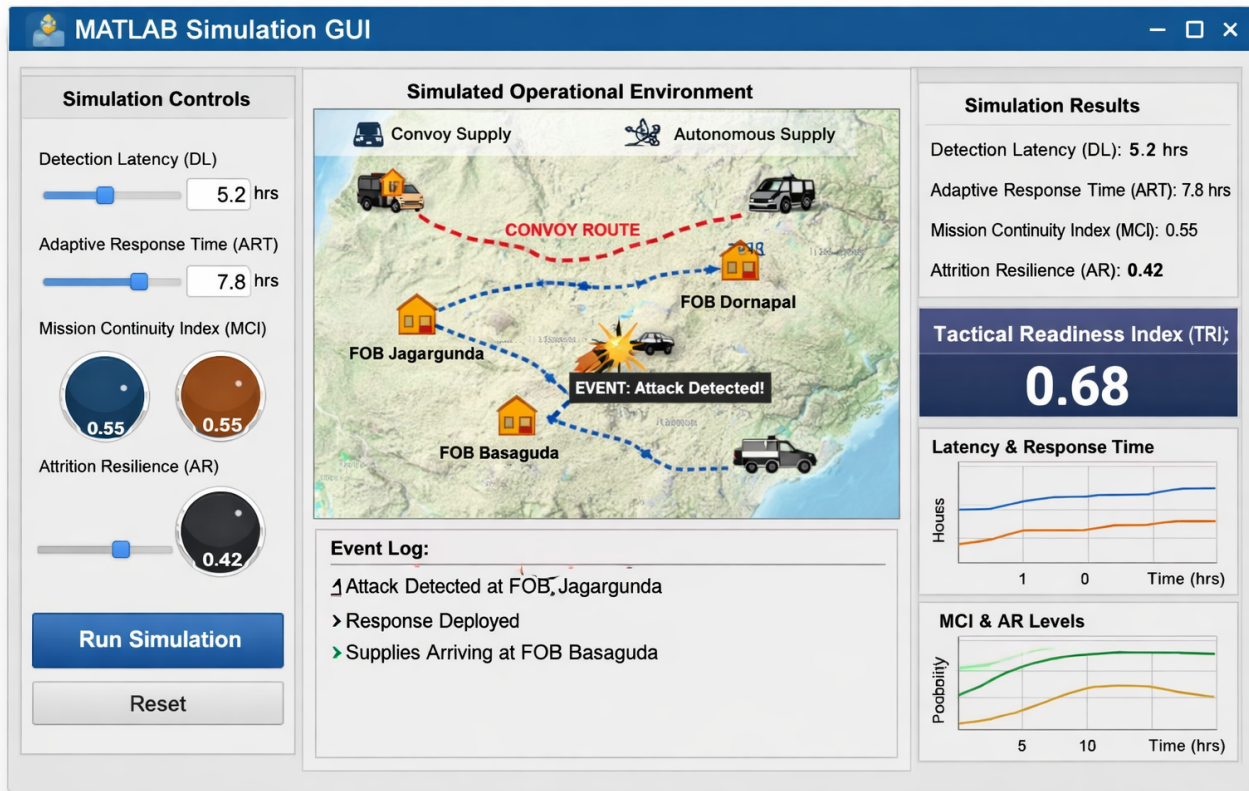 MATLAB Simulation GUI
Simulation Controls
Detection Latency (DL)
5.2 hrs
Adaptive Response Time (ART)
7.8 hrs
Mission Continuity Index (MCI)
0.55
0.55
Attrition Resilience (AR)
0.42
Run Simulation
Reset
Simulated Operational Environment
Convoy Supply
Autonomous Supply
CONVOY ROUTE
FOB Dornapal
FOB Jagargunda
EVENT: Attack Detected!
FOB Basaguda
Event Log:
Attack Detected at FOB, Jagargunda
> Response Deployed
> Supplies Arriving at FOB Basaguda
Simulation Results
Detection Latency (DL): 5.2 hrs
Adaptive Response Time (ART): 7.8 hrs
Mission Continuity Index (MCI): 0.55
Attrition Resilience (AR): 0.42
Tactical Readiness Index (TRI):
0.68
Latency & Response Time
1 0 Time (hrs)
MCI & AR Levels
5 10 Time (hrs)